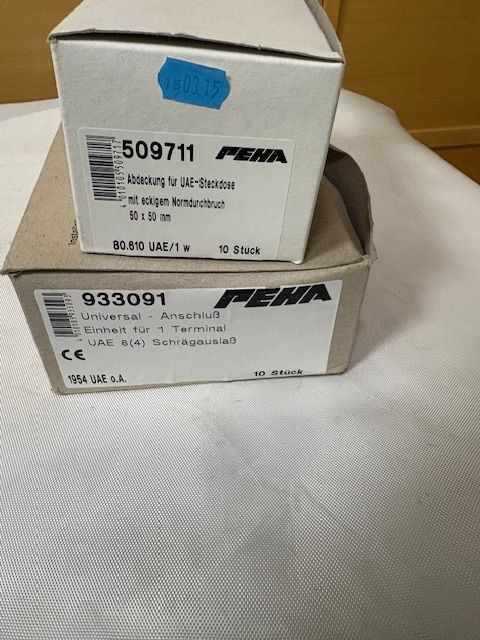 15.03.15
509711 PEHA
Abdeckung für UAE-Steckdose
mit eckigem Normdurchbruch
50 x 50 mm
80.610 UAE/1 w 10 Stück
933091 PEHA
Universal - Anschluß
Einheit für 1 Terminal
UAE 8(4) Schrägauslaß
CE
1954 UAE o.A. 10 Stück